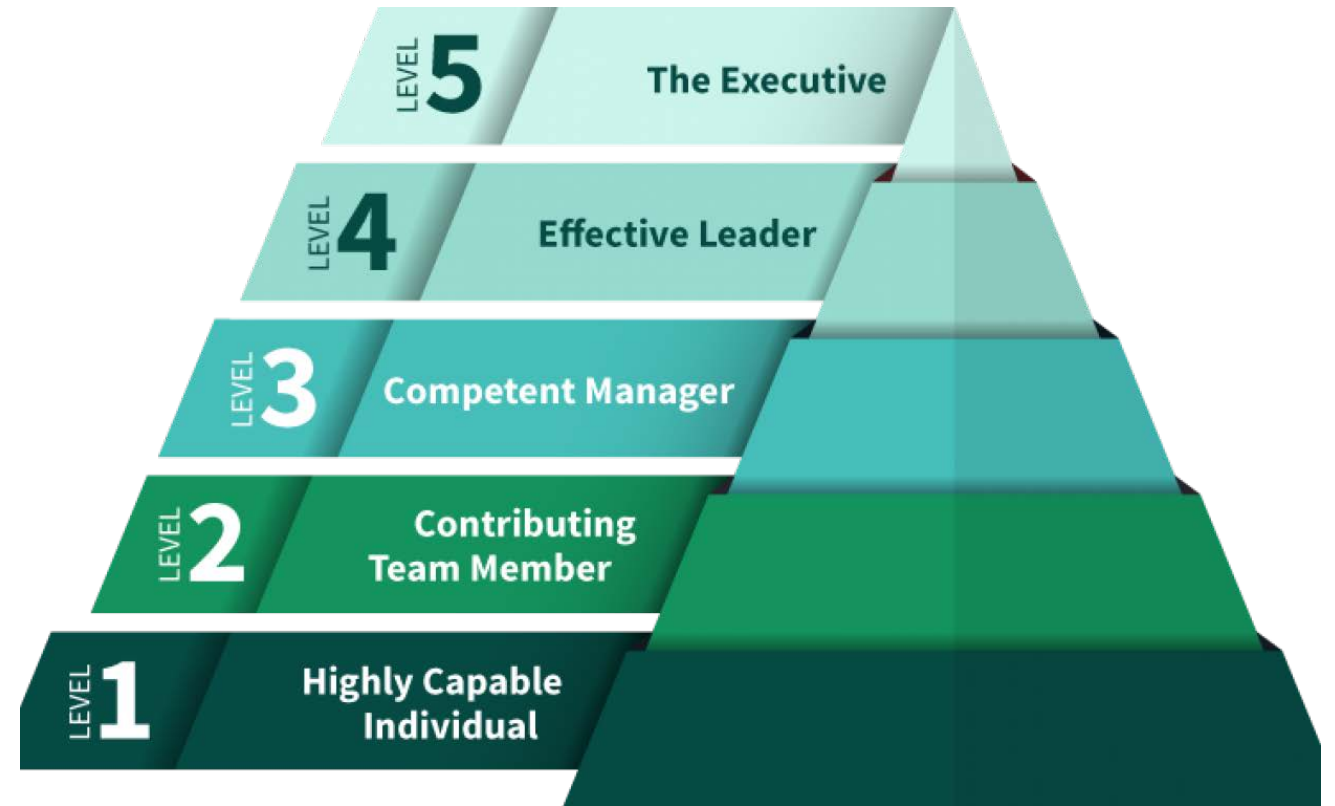 LEVEL 5
The Executive
LEVEL 4
Effective Leader
LEVEL 3
Competent Manager
LEVEL 2
Contributing
Team Member
LEVEL 1
Highly Capable
Individual